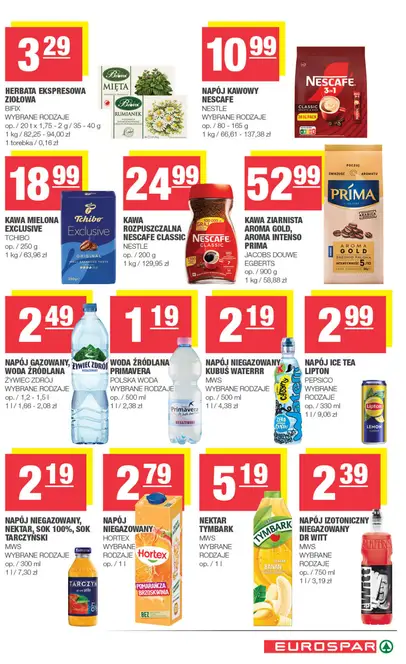 3 29
HERBATA EKSPRESOWA
ZIOŁOWA
BIFIX
WYBRANE RODZAJE
op. / 20 t x 1,75 - 2 g / 35 - 40 g
1 kg / 82,25 - 94,00 zł
1 torebka / 0,16 zł
MIĘTA
RUMIANEK
10 99
NAPÓJ KAWOWY
NESCAFE
NESTLE
WYBRANE RODZAJE
op. / 80 - 165 g
1 kg / 66,61 - 137,38 zł
NESCAFÉ
3in1
CLASSIC
18 99
KAWA MIELONA
EXCLUSIVE
TCHIBO
op. / 250 g
1 kg / 63,96 zł
Tchibo
Exclusive
ORIGINAL
24 99
KAWA
ROZPUSZCZALNA
NESCAFE CLASSIC
NESTLE
op. / 200 g
1 kg / 129,95 zł
NESCAFÉ
CLASSIC
52 99
KAWA ZIARNISTA
AROMA GOLD,
AROMA INTENSO
PRIMA
JACOBS DOUWE
EGBERTS
op. / 900 g
1 kg / 58,88 zł
PRIMA
AROMA
GOLD
2 49
NAPÓJ GAZOWANY,
WODA ŹRÓDLANA
ŻYWIEC ZDRÓJ
WYBRANE RODZAJE
op. / 1,2 - 1,5 l
1 l / 1,66 - 2,08 zł
ŻYWIEC ZDRÓJ
1 19
WODA ŹRÓDLANA
PRIMAVERA
POLSKA WODA
WYBRANE RODZAJE
op. / 500 ml
1 l / 2,38 zł
Primavera
2 19
NAPÓJ NIEGAZOWANY
KUBUŚ WATERRR
MWS
WYBRANE RODZAJE
op. / 500 ml
1 l / 4,38 zł
2 99
NAPÓJ ICE TEA
LIPTON
PEPSICO
WYBRANE
RODZAJE
op. / 330 ml
1 l / 9,06 zł
Lipton
LEMON
2 19
NAPÓJ NIEGAZOWANY,
NEKTAR, SOK 100%, SOK
TARCZYŃSKI
MWS
WYBRANE RODZAJE
op. / 300 ml
1 l / 7,30 zł
TARCZYN
2 79
NAPÓJ
NIEGAZOWANY
HORTEX
WYBRANE
RODZAJE
op. / 1 l
Hortex
POMARAŃCZA
BRZOSKWINIA
BEZ
5 19
NEKTAR
TYMBARK
MWS
WYBRANE
RODZAJE
op. / 1 l
TYMBARK
BANAN
2 39
NAPÓJ IZOTONICZNY
NIEGAZOWANY
DR WITT
MWS
WYBRANE
RODZAJE
op. / 750 ml
1 l / 3,19 zł
Witt
EUROSPAR